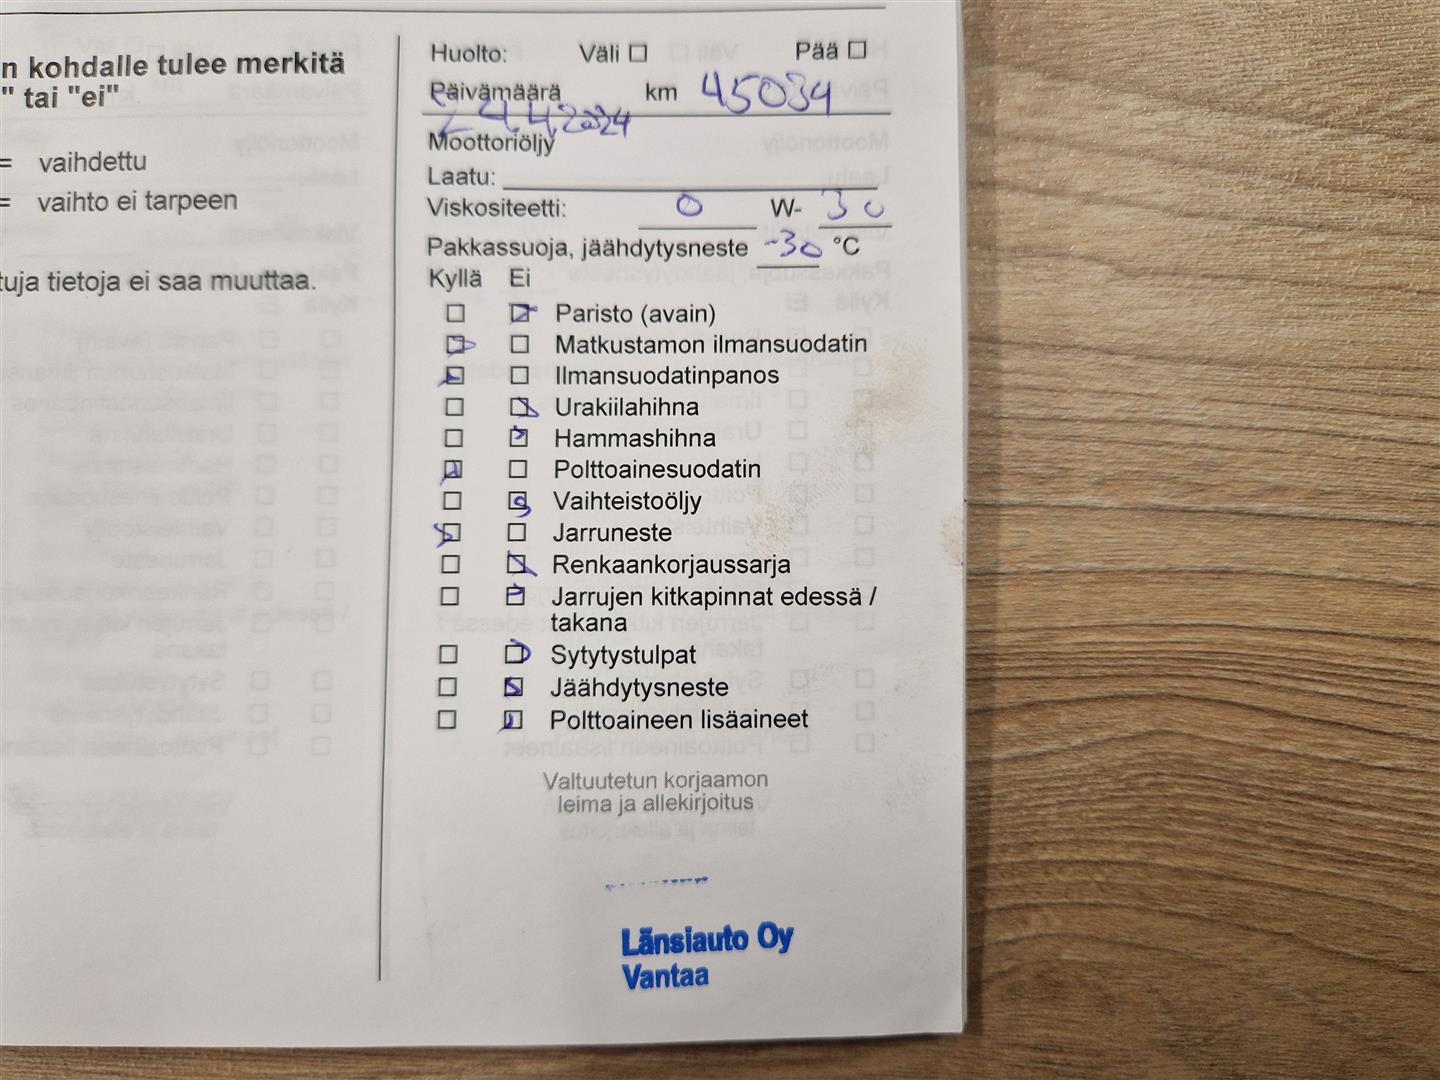 n kohdalle tulee merkitä
" tai "ei"
= vaihdettu
= vaihto ei tarpeen
tuja tietoja ei saa muuttaa.
Huolto: Väli ☐ Pää ☐
Päivämäärä km 45034
24.4.2024
Moottoriöljy
Laatu:
Viskositeetti: 0 W- 30
Pakkassuoja, jäähdytysneste -30 °C
Kyllä Ei
Paristo (avain)
Matkustamon ilmansuodatin
Ilmansuodatinpanos
Urakiilahihna
Hammashihna
Polttoainesuodatin
Vaihteistoöljy
Jarruneste
Renkaankorjaussarja
Jarrujen kitkapinnat edessä /
takana
Sytytystulpat
Jäähdytysneste
Polttoaineen lisäaineet
Valtuutetun korjaamon
leima ja allekirjoitus
Länsiauto Oy
Vantaa